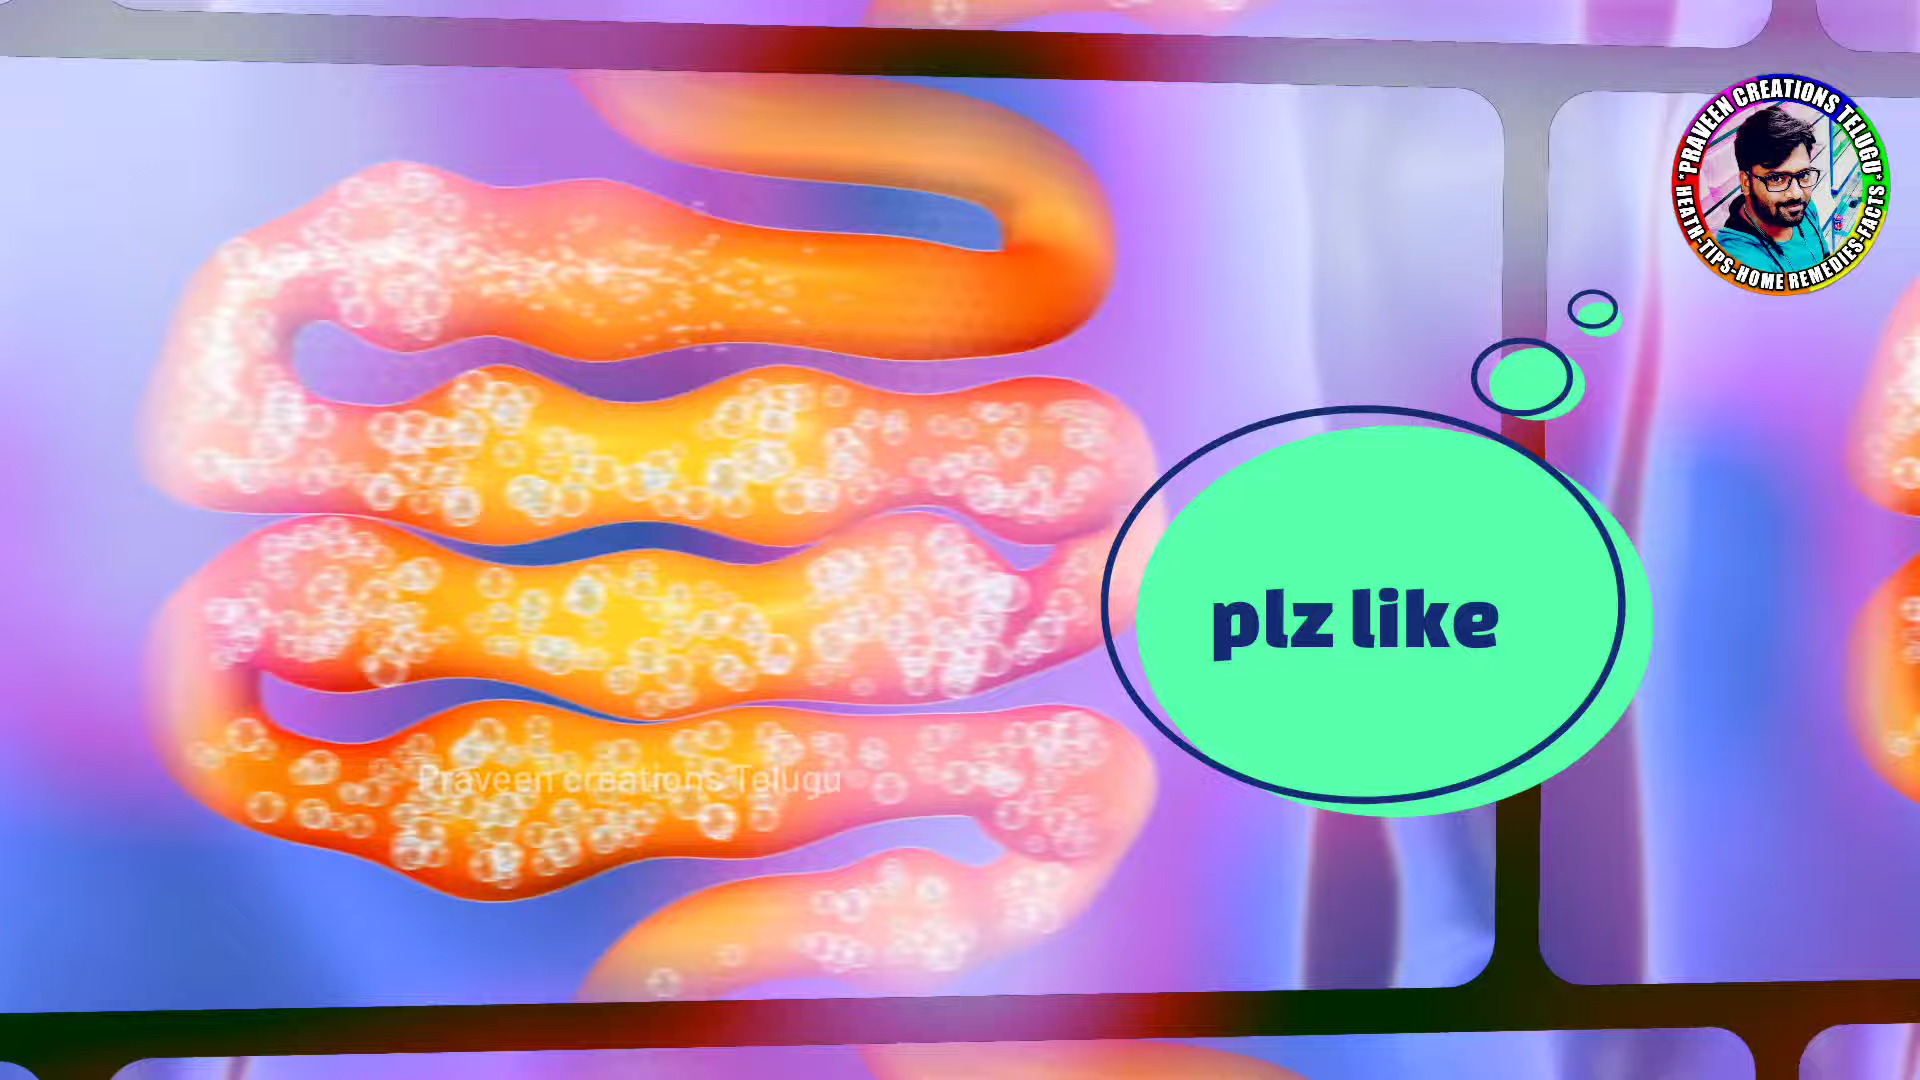 *PRAVEEN CREATIONS TELUGU*
HEATH-TIPS-HOME REMEDIES-FACTS
plz like
Praveen creations Telugu